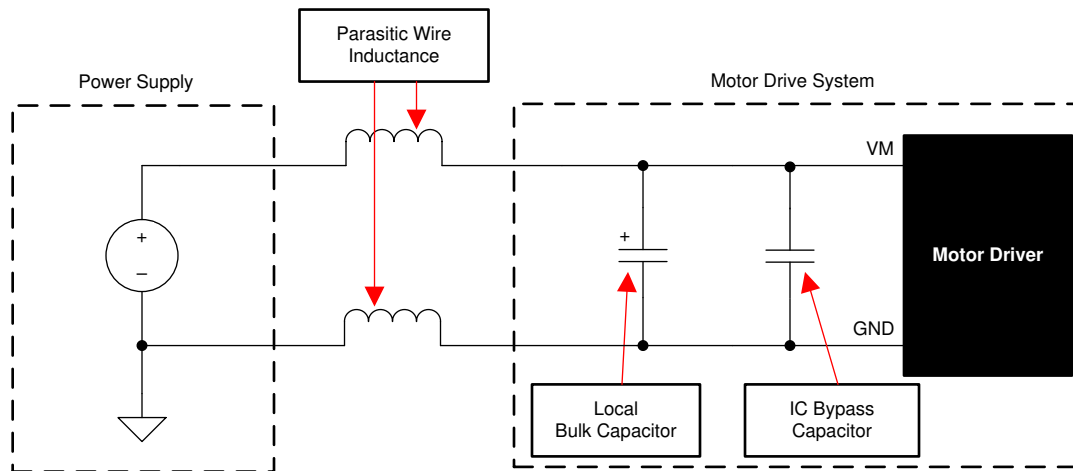 Parasitic Wire
Inductance
Power Supply
Motor Drive System
VM
+
–
+
Motor Driver
GND
Local
Bulk Capacitor
IC Bypass
Capacitor